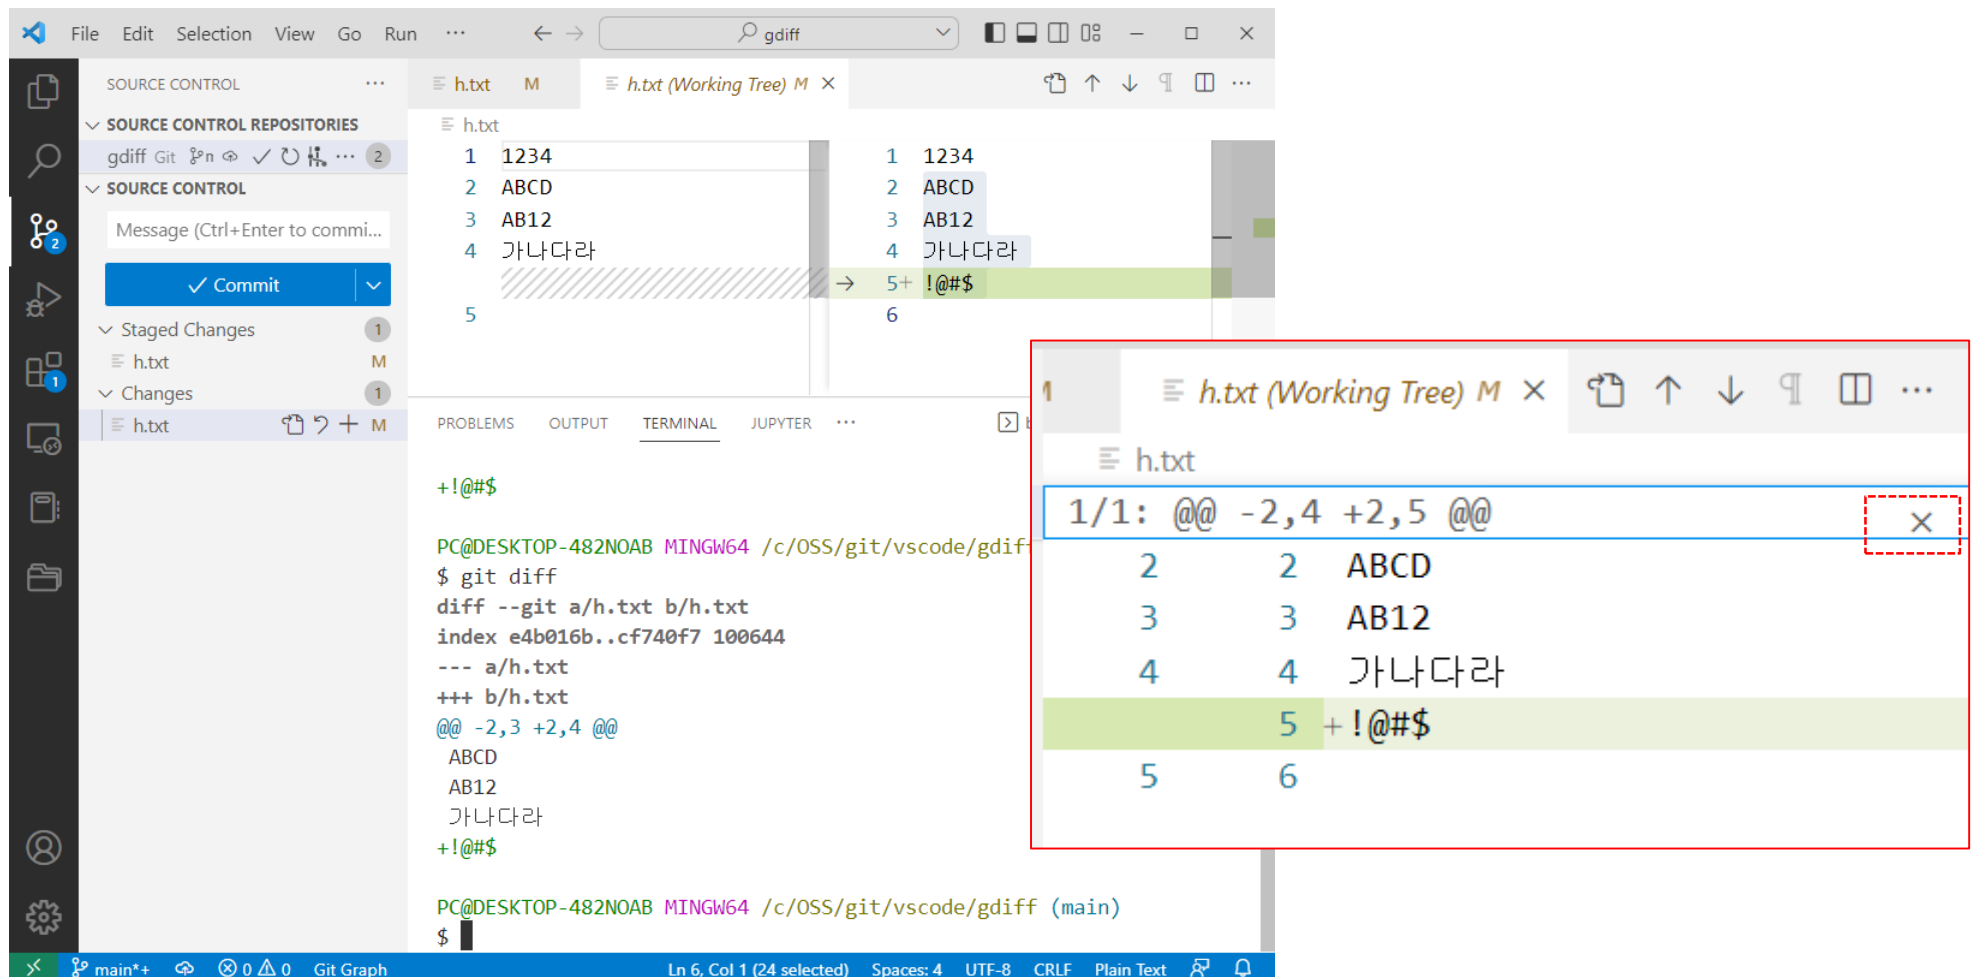 File Edit Selection View Go Run ··· gdiff
SOURCE CONTROL ···
SOURCE CONTROL REPOSITORIES
gdiff Git n ··· 2
SOURCE CONTROL
Message (Ctrl+Enter to commi...
Commit
Staged Changes 1
h.txt M
Changes 1
h.txt M
2
1
h.txt M h.txt (Working Tree) M
h.txt
1 1234
2 ABCD
3 AB12
4 가나다라
5
1 1234
2 ABCD
3 AB12
4 가나다라
5+ !@#$
6
PROBLEMS OUTPUT TERMINAL JUPYTER ···
+!@#$
PC@DESKTOP-482NOAB MINGW64 /c/OSS/git/vscode/gdiff
$ git diff
diff --git a/h.txt b/h.txt
index e4b016b..cf740f7 100644
--- a/h.txt
+++ b/h.txt
@@ -2,3 +2,4 @@
ABCD
AB12
가나다라
+!@#$
PC@DESKTOP-482NOAB MINGW64 /c/OSS/git/vscode/gdiff (main)
$
main*+ 0 0 Git Graph Ln 6, Col 1 (24 selected) Spaces: 4 UTF-8 CRLF Plain Text
h.txt (Working Tree) M
h.txt
1/1: @@ -2,4 +2,5 @@
2 2 ABCD
3 3 AB12
4 4 가나다라
5 +!@#$
5 6